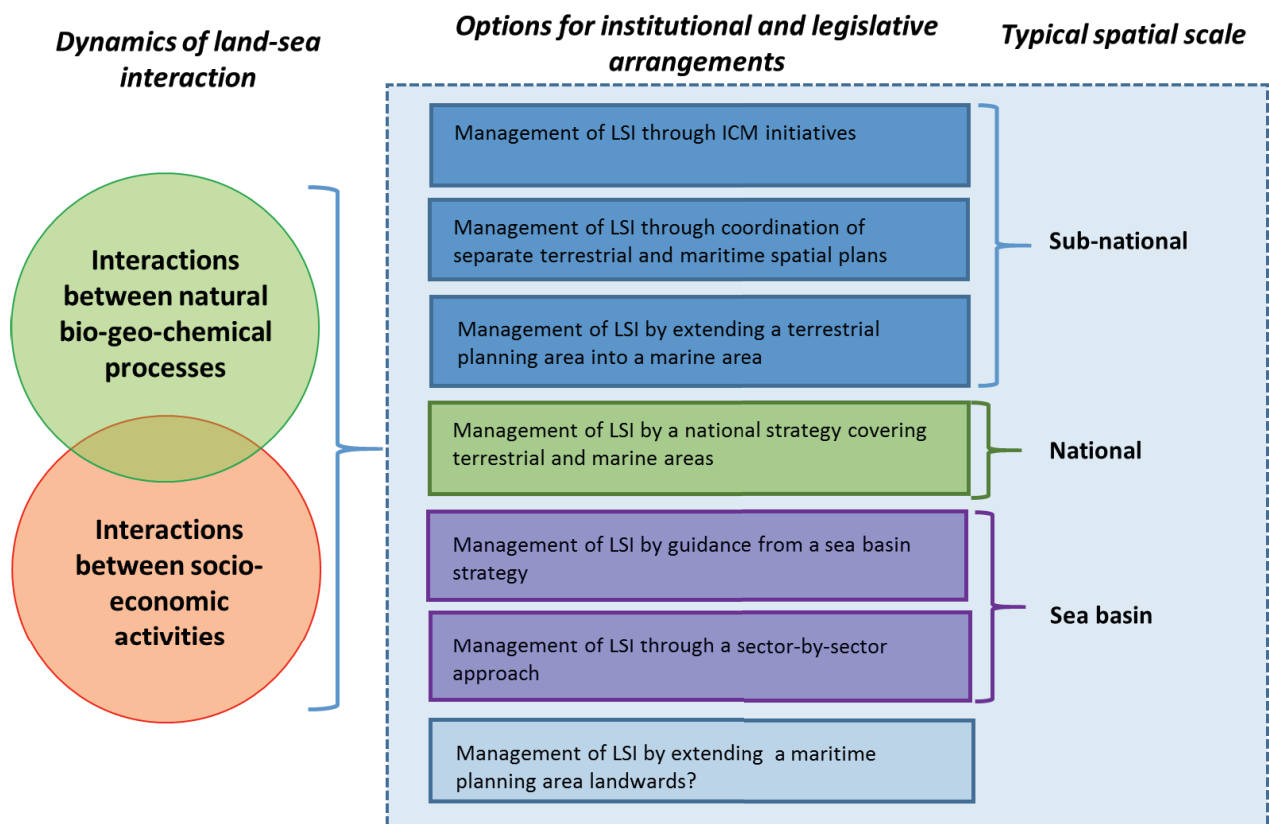 Dynamics of land-sea
interaction
Options for institutional and legislative
arrangements
Typical spatial scale
Interactions
between natural
bio-geo-chemical
processes
Interactions
between socio-
economic
activities
Management of LSI through ICM initiatives
Management of LSI through coordination of
separate terrestrial and maritime spatial plans
Management of LSI by extending a terrestrial
planning area into a marine area
Sub-national
Management of LSI by a national strategy covering
terrestrial and marine areas
National
Management of LSI by guidance from a sea basin
strategy
Management of LSI through a sector-by-sector
approach
Sea basin
Management of LSI by extending a maritime
planning area landwards?